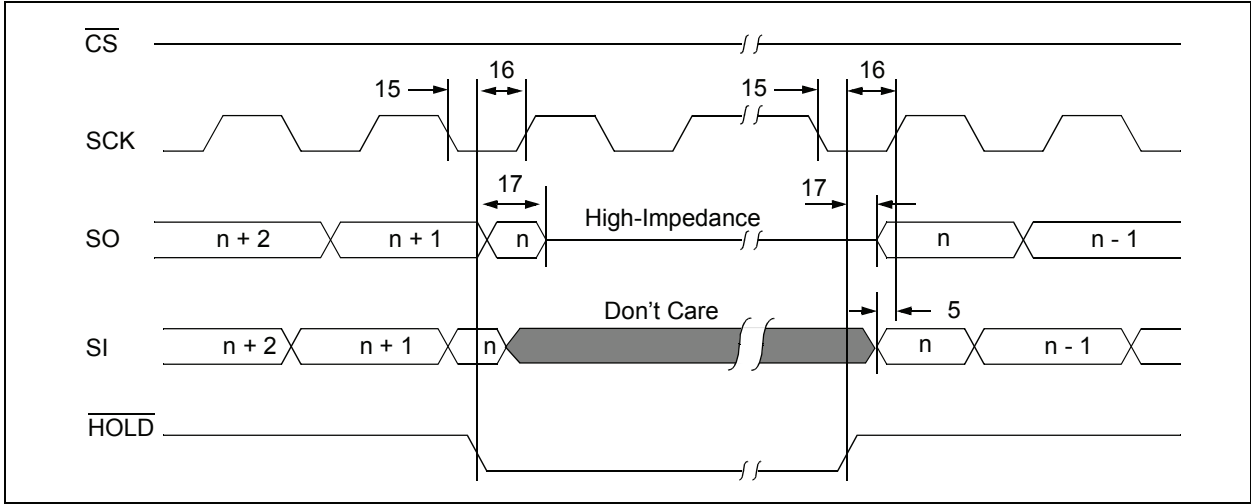 CS
16
16
15
15
SCK
17
17
High-Impedance
SO
n + 2
n + 1
n
n
n - 1
Don't Care
5
SI
n + 2
n + 1
n
n
n - 1
HOLD